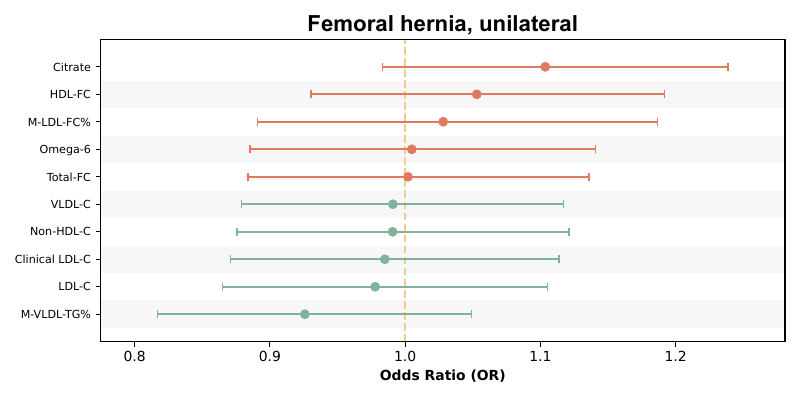 Femoral hernia, unilateral
Citrate
HDL-FC
M-LDL-FC%
Omega-6
Total-FC
VLDL-C
Non-HDL-C
Clinical LDL-C
LDL-C
M-VLDL-TG%
0.8 0.9 1.0 1.1 1.2
Odds Ratio (OR)